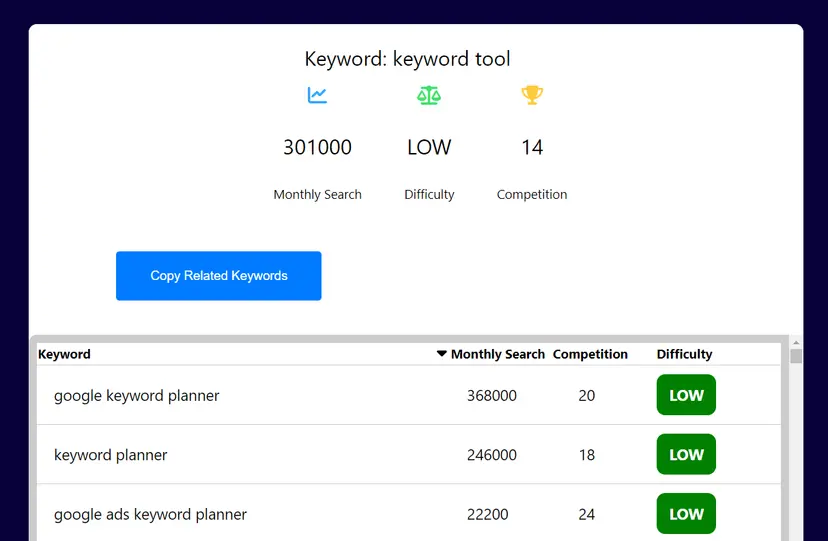 Keyword: keyword tool
301000 LOW 14
Monthly Search Difficulty Competition
Copy Related Keywords
Keyword Monthly Search Competition Difficulty
google keyword planner 368000 20 LOW
keyword planner 246000 18 LOW
google ads keyword planner 22200 24 LOW